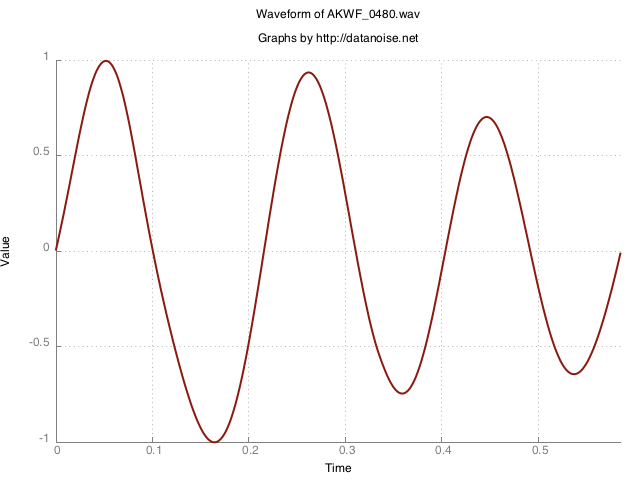 Waveform of AKWF_0480.wav
Graphs by http://datanoise.net
1
0.5
0
-0.5
-1
Value
0 0.1 0.2 0.3 0.4 0.5
Time